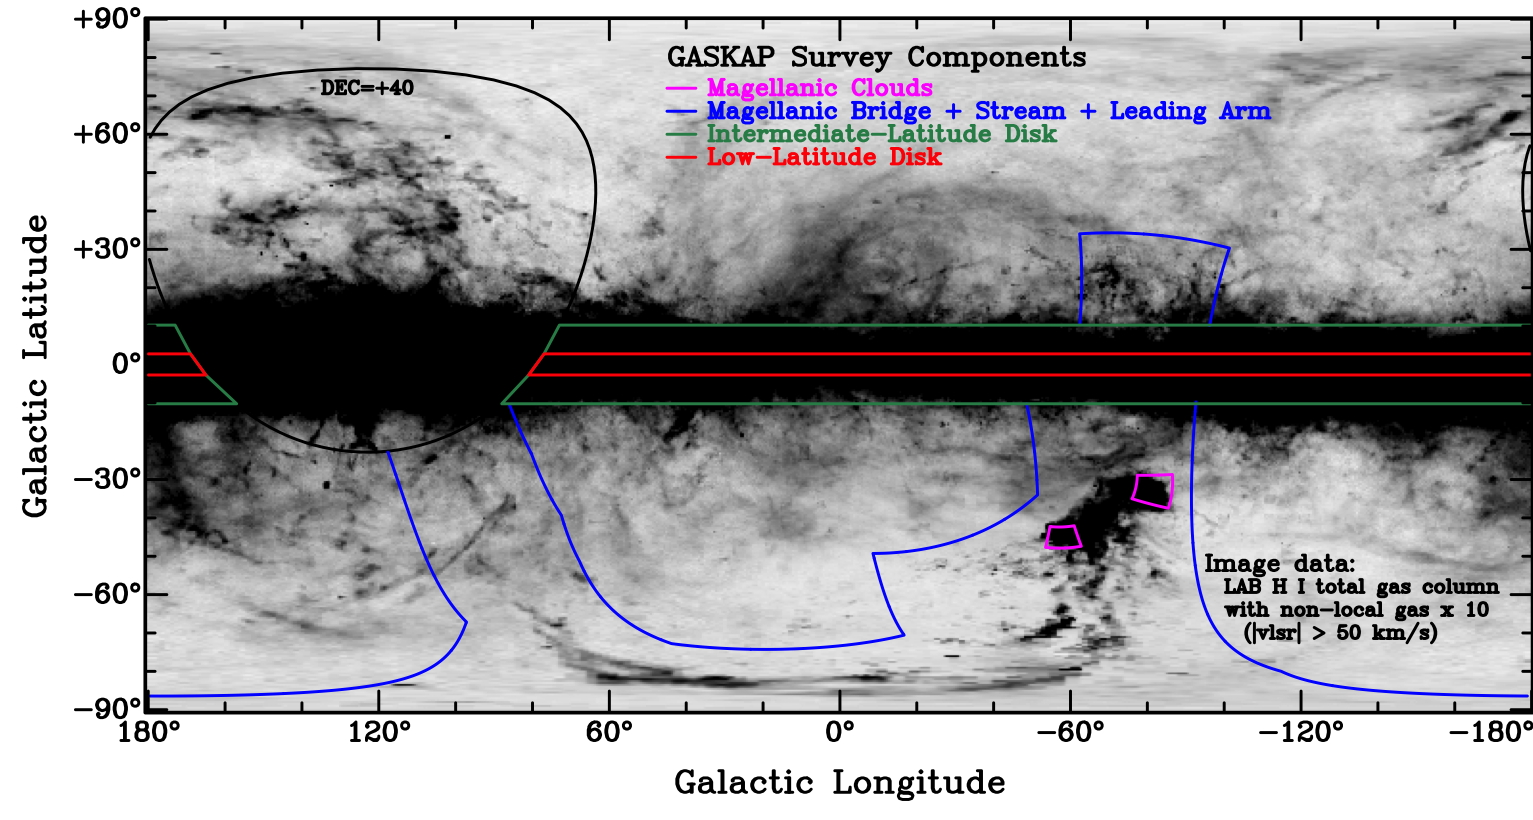 +90°
GASKAP Survey Components
DEC=+40
Magellanic Clouds
Magellanic Bridge + Stream + Leading Arm
+60°
Intermediate−Latitude Disk
Low−Latitude Disk
+30°
Galactic Latitude
0°
−30°
Image data:
LAB H I total gas column
−60°
with non−local gas x 10
(|vlsr| > 50 km/s)
−90°
180° 120° 60° 0° −60° −120° −180°
Galactic Longitude